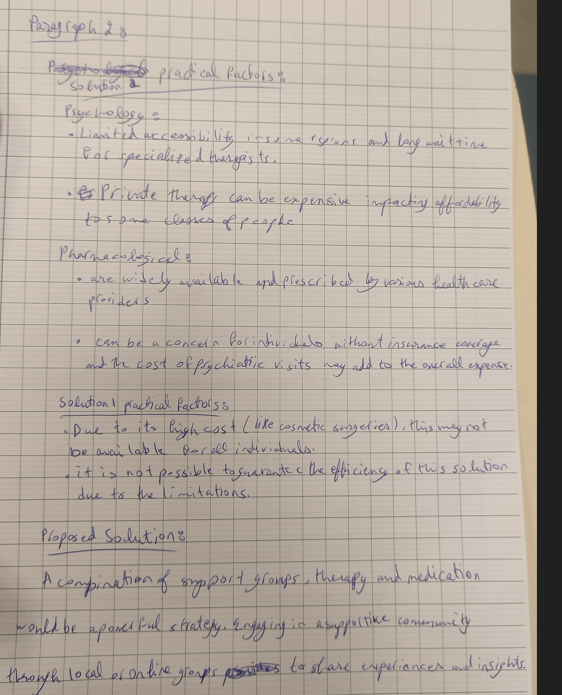 Paragraph 2:
practical factors:
Solution 2
Psychology:
• Limited accessibility in some regions and long wait time
for specialized therapists.
• Private therapy can be expensive impacting affordability
to some classes of people
Pharmacological:
• are widely available and prescribed by various health care
providers
• can be a concern for individuals without insurance coverage
and the cost of psychiatric visits may add to the overall expense.
Solution 1 practical factors:
• Due to its high cost (like cosmetic surgeries), this may not
be available for all individuals.
• it is not possible to guarantee the efficiency of this solution
due to the limitations.
Proposed Solution:
A combination of support groups, therapy and medication
would be a powerful strategy. Engaging in a supportive community
through local or online groups to share experiances and insights.